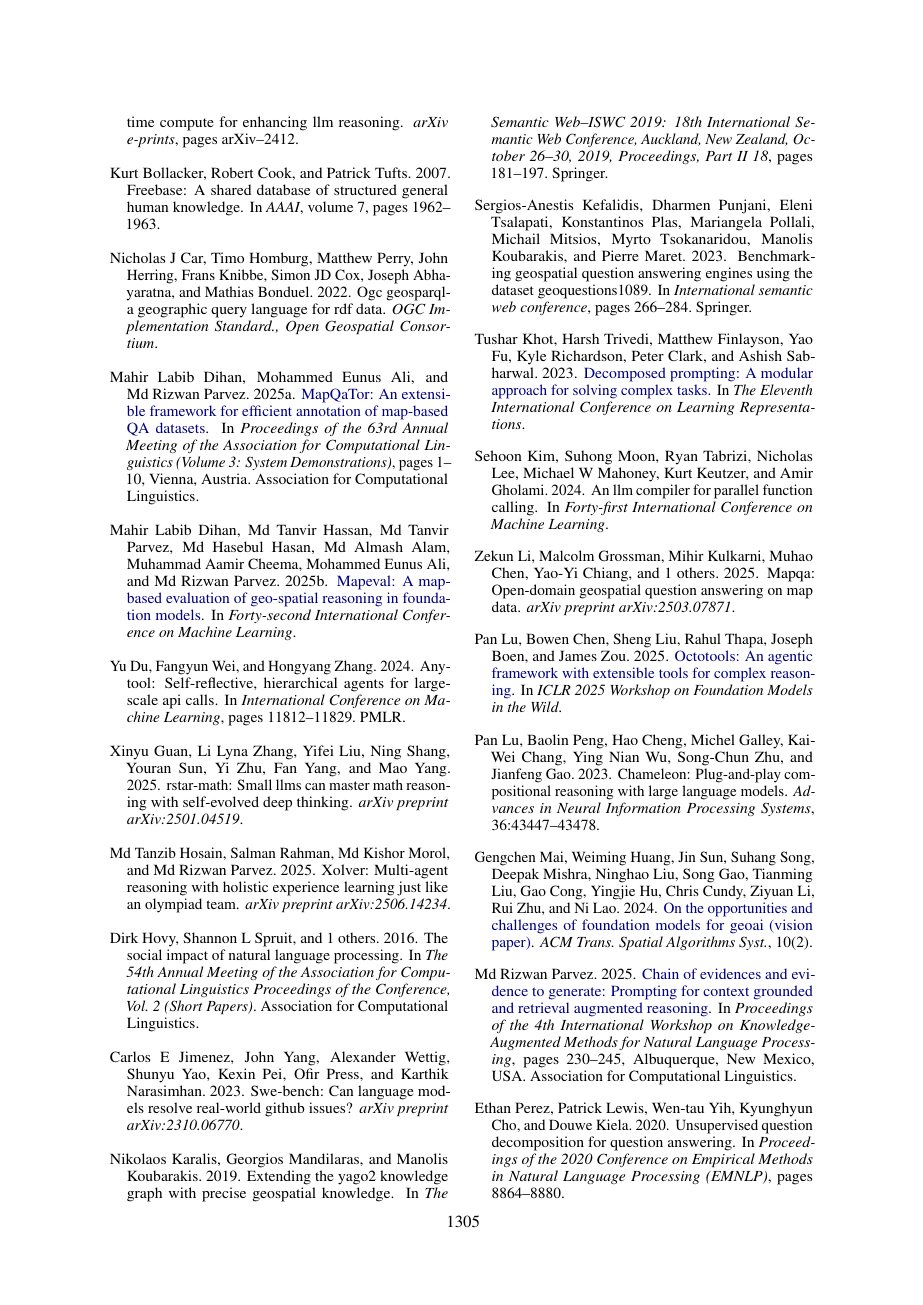 time compute for enhancing llm reasoning. arXiv
e-prints, pages arXiv–2412.
Kurt Bollacker, Robert Cook, and Patrick Tufts. 2007.
Freebase: A shared database of structured general
human knowledge. In AAAI, volume 7, pages 1962–
1963.
Nicholas J Car, Timo Homburg, Matthew Perry, John
Herring, Frans Knibbe, Simon JD Cox, Joseph Abha-
yaratna, and Mathias Bonduel. 2022. Ogc geosparql-
a geographic query language for rdf data. OGC Im-
plementation Standard., Open Geospatial Consor-
tium.
Mahir Labib Dihan, Mohammed Eunus Ali, and
Md Rizwan Parvez. 2025a. MapQaTor: An extensi-
ble framework for efficient annotation of map-based
QA datasets. In Proceedings of the 63rd Annual
Meeting of the Association for Computational Lin-
guistics (Volume 3: System Demonstrations), pages 1–
10, Vienna, Austria. Association for Computational
Linguistics.
Mahir Labib Dihan, Md Tanvir Hassan, Md Tanvir
Parvez, Md Hasebul Hasan, Md Almash Alam,
Muhammad Aamir Cheema, Mohammed Eunus Ali,
and Md Rizwan Parvez. 2025b. Mapeval: A map-
based evaluation of geo-spatial reasoning in founda-
tion models. In Forty-second International Confer-
ence on Machine Learning.
Yu Du, Fangyun Wei, and Hongyang Zhang. 2024. Any-
tool: Self-reflective, hierarchical agents for large-
scale api calls. In International Conference on Ma-
chine Learning, pages 11812–11829. PMLR.
Xinyu Guan, Li Lyna Zhang, Yifei Liu, Ning Shang,
Youran Sun, Yi Zhu, Fan Yang, and Mao Yang.
2025. rstar-math: Small llms can master math reason-
ing with self-evolved deep thinking. arXiv preprint
arXiv:2501.04519.
Md Tanzib Hosain, Salman Rahman, Md Kishor Morol,
and Md Rizwan Parvez. 2025. Xolver: Multi-agent
reasoning with holistic experience learning just like
an olympiad team. arXiv preprint arXiv:2506.14234.
Dirk Hovy, Shannon L Spruit, and 1 others. 2016. The
social impact of natural language processing. In The
54th Annual Meeting of the Association for Compu-
tational Linguistics Proceedings of the Conference,
Vol. 2 (Short Papers). Association for Computational
Linguistics.
Carlos E Jimenez, John Yang, Alexander Wettig,
Shunyu Yao, Kexin Pei, Ofir Press, and Karthik
Narasimhan. 2023. Swe-bench: Can language mod-
els resolve real-world github issues? arXiv preprint
arXiv:2310.06770.
Nikolaos Karalis, Georgios Mandilaras, and Manolis
Koubarakis. 2019. Extending the yago2 knowledge
graph with precise geospatial knowledge. In The
Semantic Web–ISWC 2019: 18th International Se-
mantic Web Conference, Auckland, New Zealand, Oc-
tober 26–30, 2019, Proceedings, Part II 18, pages
181–197. Springer.
Sergios-Anestis Kefalidis, Dharmen Punjani, Eleni
Tsalapati, Konstantinos Plas, Mariangela Pollali,
Michail Mitsios, Myrto Tsokanaridou, Manolis
Koubarakis, and Pierre Maret. 2023. Benchmark-
ing geospatial question answering engines using the
dataset geoquestions1089. In International semantic
web conference, pages 266–284. Springer.
Tushar Khot, Harsh Trivedi, Matthew Finlayson, Yao
Fu, Kyle Richardson, Peter Clark, and Ashish Sab-
harwal. 2023. Decomposed prompting: A modular
approach for solving complex tasks. In The Eleventh
International Conference on Learning Representa-
tions.
Sehoon Kim, Suhong Moon, Ryan Tabrizi, Nicholas
Lee, Michael W Mahoney, Kurt Keutzer, and Amir
Gholami. 2024. An llm compiler for parallel function
calling. In Forty-first International Conference on
Machine Learning.
Zekun Li, Malcolm Grossman, Mihir Kulkarni, Muhao
Chen, Yao-Yi Chiang, and 1 others. 2025. Mapqa:
Open-domain geospatial question answering on map
data. arXiv preprint arXiv:2503.07871.
Pan Lu, Bowen Chen, Sheng Liu, Rahul Thapa, Joseph
Boen, and James Zou. 2025. Octotools: An agentic
framework with extensible tools for complex reason-
ing. In ICLR 2025 Workshop on Foundation Models
in the Wild.
Pan Lu, Baolin Peng, Hao Cheng, Michel Galley, Kai-
Wei Chang, Ying Nian Wu, Song-Chun Zhu, and
Jianfeng Gao. 2023. Chameleon: Plug-and-play com-
positional reasoning with large language models. Ad-
vances in Neural Information Processing Systems,
36:43447–43478.
Gengchen Mai, Weiming Huang, Jin Sun, Suhang Song,
Deepak Mishra, Ninghao Liu, Song Gao, Tianming
Liu, Gao Cong, Yingjie Hu, Chris Cundy, Ziyuan Li,
Rui Zhu, and Ni Lao. 2024. On the opportunities and
challenges of foundation models for geoai (vision
paper). ACM Trans. Spatial Algorithms Syst., 10(2).
Md Rizwan Parvez. 2025. Chain of evidences and evi-
dence to generate: Prompting for context grounded
and retrieval augmented reasoning. In Proceedings
of the 4th International Workshop on Knowledge-
Augmented Methods for Natural Language Process-
ing, pages 230–245, Albuquerque, New Mexico,
USA. Association for Computational Linguistics.
Ethan Perez, Patrick Lewis, Wen-tau Yih, Kyunghyun
Cho, and Douwe Kiela. 2020. Unsupervised question
decomposition for question answering. In Proceed-
ings of the 2020 Conference on Empirical Methods
in Natural Language Processing (EMNLP), pages
8864–8880.
1305